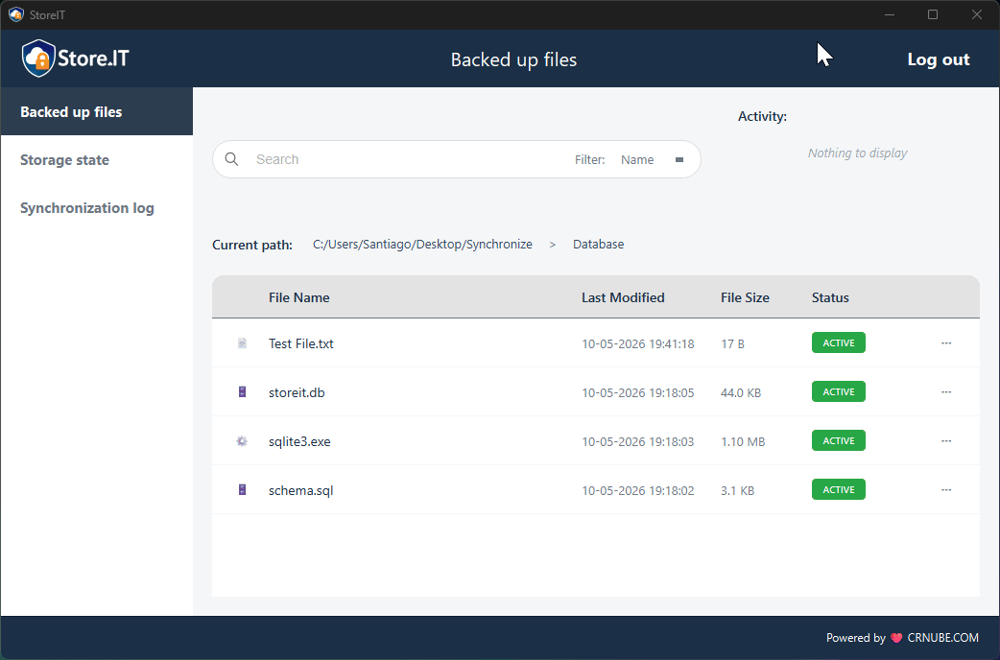 StoreIT
Store.IT
Backed up files
Log out
Backed up files
Storage state
Synchronization log
Activity:
Nothing to display
Search
Filter:
Name
Current path:
C:/Users/Santiago/Desktop/Synchronize > Database
File Name Last Modified File Size Status
Test File.txt 10-05-2026 19:41:18 17 B ACTIVE ...
storeit.db 10-05-2026 19:18:05 44.0 KB ACTIVE ...
sqlite3.exe 10-05-2026 19:18:03 1.10 MB ACTIVE ...
schema.sql 10-05-2026 19:18:02 3.1 KB ACTIVE ...
Powered by ❤ CRNUBE.COM